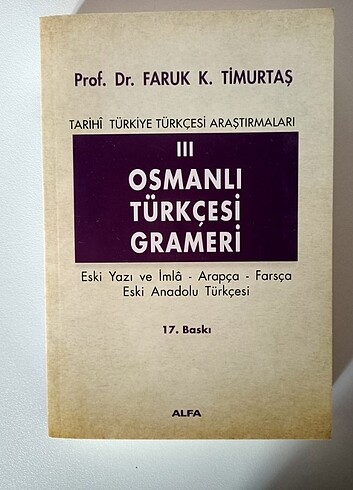 Prof. Dr. FARUK K. TİMURTAŞ
TARİHÎ TÜRKİYE TÜRKÇESİ ARAŞTIRMALARI
III
OSMANLI
TÜRKÇESİ
GRAMERİ
Eski Yazı ve İmlâ - Arapça - Farsça
Eski Anadolu Türkçesi
17. Baskı
ALFA